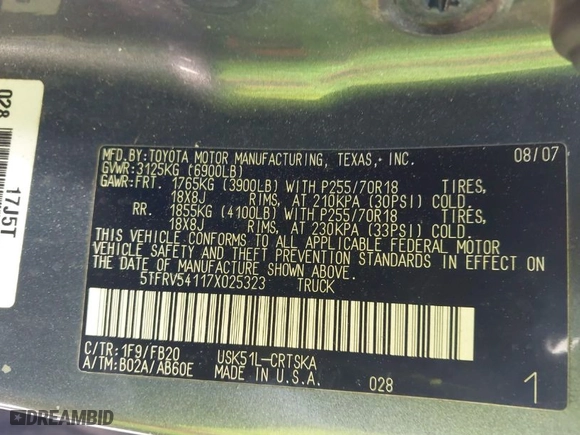 MFD.BY:TOYOTA MOTOR MANUFACTURING, TEXAS, INC. 08/07
GVWR: 3125KG (6900LB)
GAWR:FRT. 1765KG (3900LB) WITH P255/70R18 TIRES,
18X8J RIMS, AT 210KPA (30PSI) COLD.
RR. 1855KG (4100LB) WITH P255/70R18 TIRES,
18X8J RIMS, AT 230KPA (33PSI) COLD.
THIS VEHICLE CONFORMS TO ALL APPLICABLE FEDERAL MOTOR
VEHICLE SAFETY AND THEFT PREVENTION STANDARDS IN EFFECT ON
THE DATE OF MANUFACTURE SHOWN ABOVE.
5TFRV54117X025323 TRUCK
C/TR: 1F9/FB20 USK51L-CRTSKA
A/TM: B02A/AB60E MADE IN U.S.A. 028 1
028 17J5T
DREAMBID